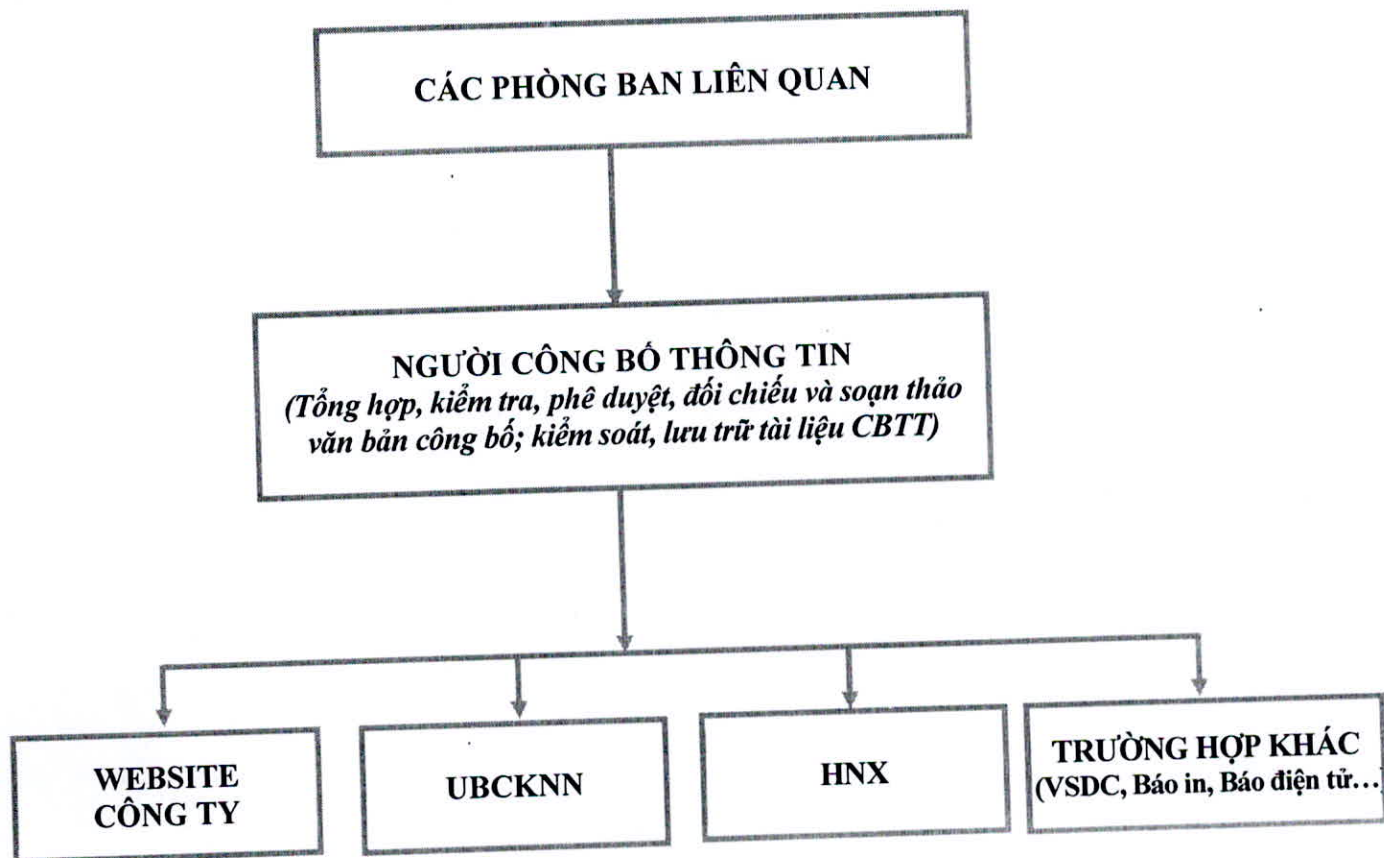 CÁC PHÒNG BAN LIÊN QUAN
NGƯỜI CÔNG BỐ THÔNG TIN
(Tổng hợp, kiểm tra, phê duyệt, đối chiếu và soạn thảo
văn bản công bố; kiểm soát, lưu trữ tài liệu CBTT)
WEBSITE
CÔNG TY
UBCKNN
HNX
TRƯỜNG HỢP KHÁC
(VSDC, Báo in, Báo điện tử…